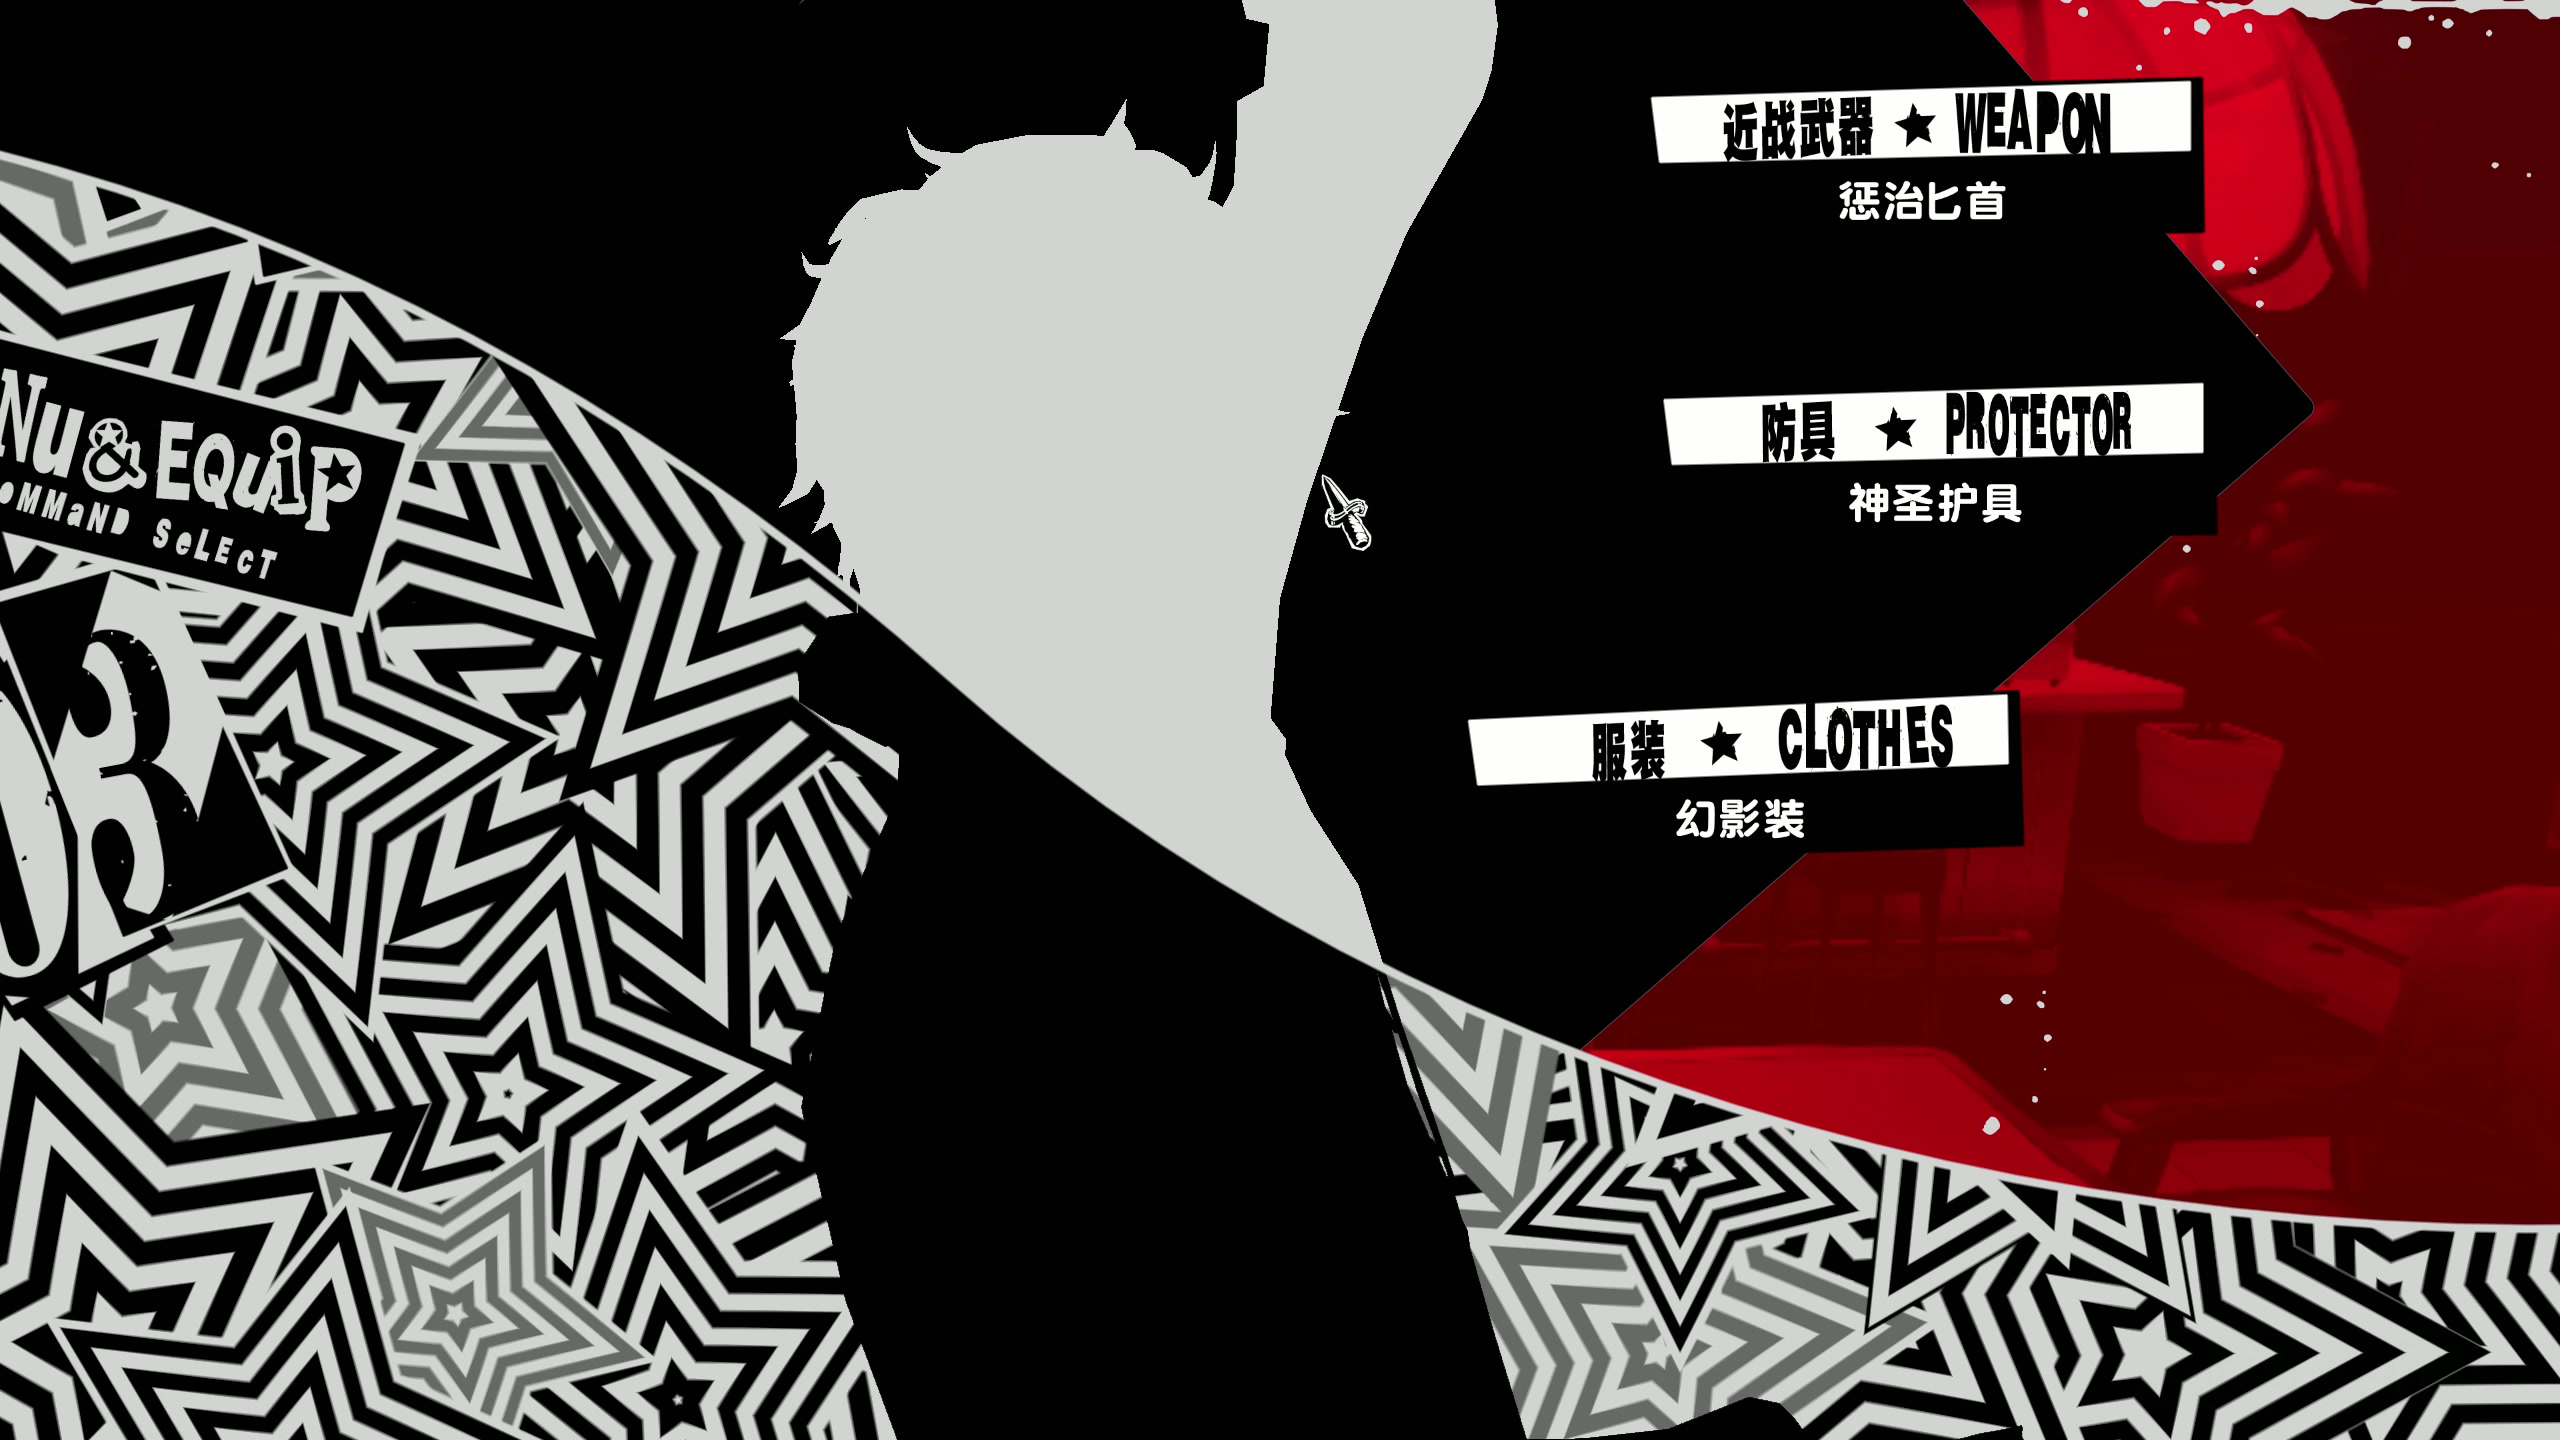 Nu&EQuiP
oMMaND SeLEcT
03
近战武器 ★ WEAPON
惩治匕首
防具 ★ PROTECTOR
神圣护具
服装 ★ CLOTHES
幻影装